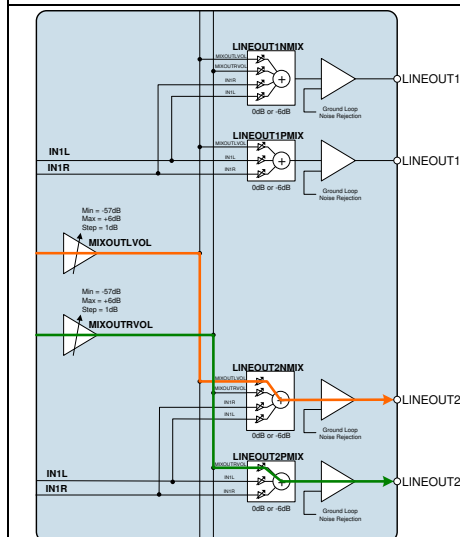 LINEOUT1NMIX
MIXOUTLVOL
MIXOUTRVOL
IN1R
IN1L
+
LINEOUT1
0dB or -6dB
Ground Loop
Noise Rejection
LINEOUT1PMIX
MIXOUTLVOL
IN1L
IN1R
+
LINEOUT1
0dB or -6dB
Ground Loop
Noise Rejection
IN1L
IN1R
Min = -57dB
Max = +6dB
Step = 1dB
MIXOUTLVOL
Min = -57dB
Max = +6dB
Step = 1dB
MIXOUTRVOL
LINEOUT2NMIX
MIXOUTLVOL
MIXOUTRVOL
IN1R
IN1L
+
LINEOUT2
0dB or -6dB
Ground Loop
Noise Rejection
LINEOUT2PMIX
MIXOUTRVOL
IN1L
IN1R
+
LINEOUT2
0dB or -6dB
Ground Loop
Noise Rejection
IN1L
IN1R